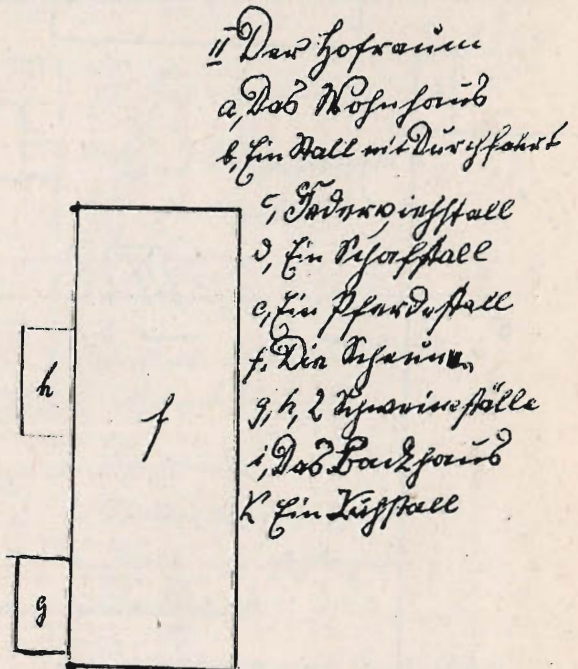 II Der Hofraum
a, Das Wohnhaus
b, Ein Stall mit Durchfahrt
c, Federviehstall
d, Ein Schafstall
e, Ein Pferdestall
f. Die Scheune
g, h, 2 Schweineställe
i, Das Backhaus
K Ein Kuhstall
h
f
g